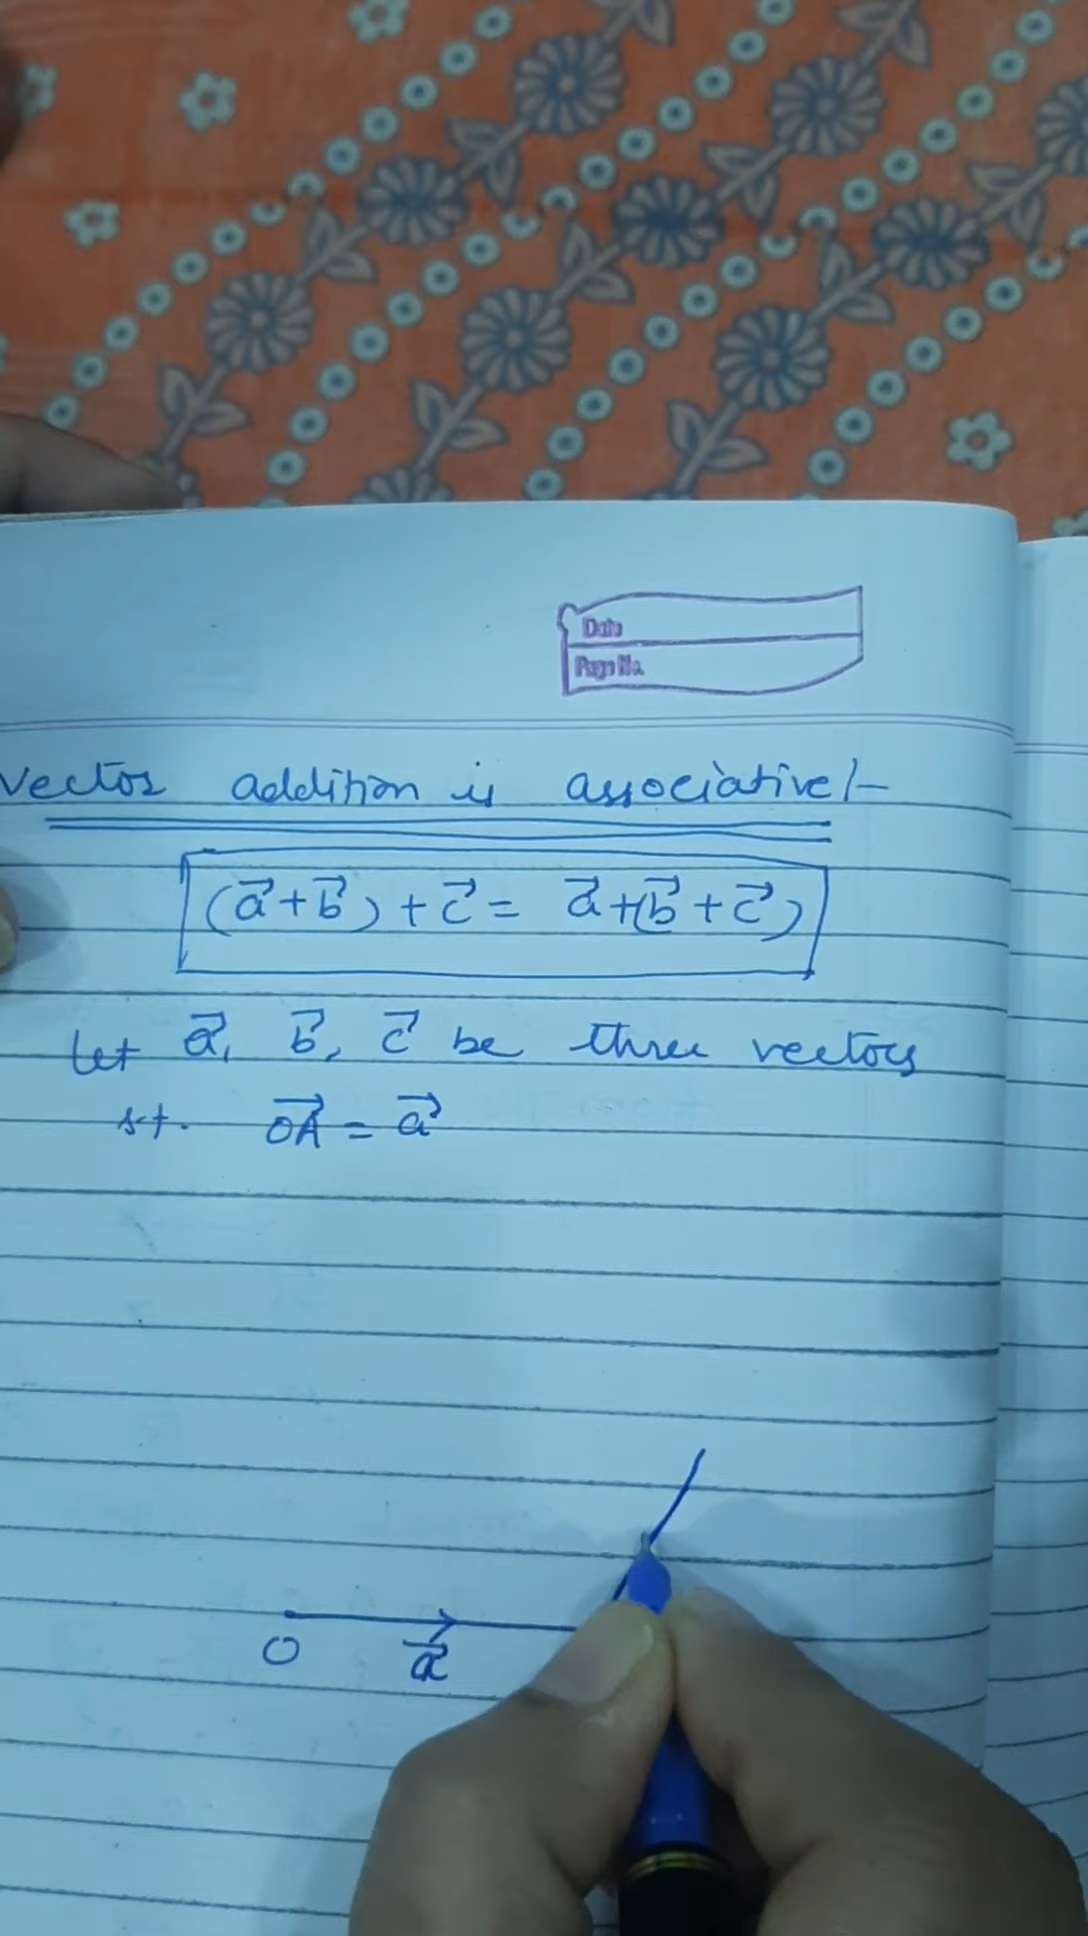 Date
Page No.
Vector addition is associative:-
(a⃗ + b⃗) + c⃗ = a⃗ + (b⃗ + c⃗)
let a⃗, b⃗, c⃗ be three vectors
s.t. OA⃗ = a⃗
O a⃗